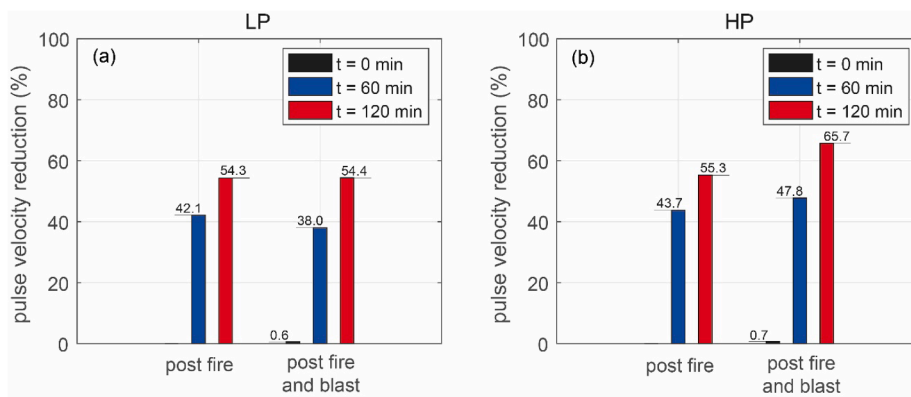 LP
(a)
t = 0 min
t = 60 min
t = 120 min
pulse velocity reduction (%)
100
80
60
40
20
0
42.1
54.3
0.6
38.0
54.4
post fire
post fire
and blast
HP
(b)
t = 0 min
t = 60 min
t = 120 min
pulse velocity reduction (%)
100
80
60
40
20
0
43.7
55.3
0.7
47.8
65.7
post fire
post fire
and blast